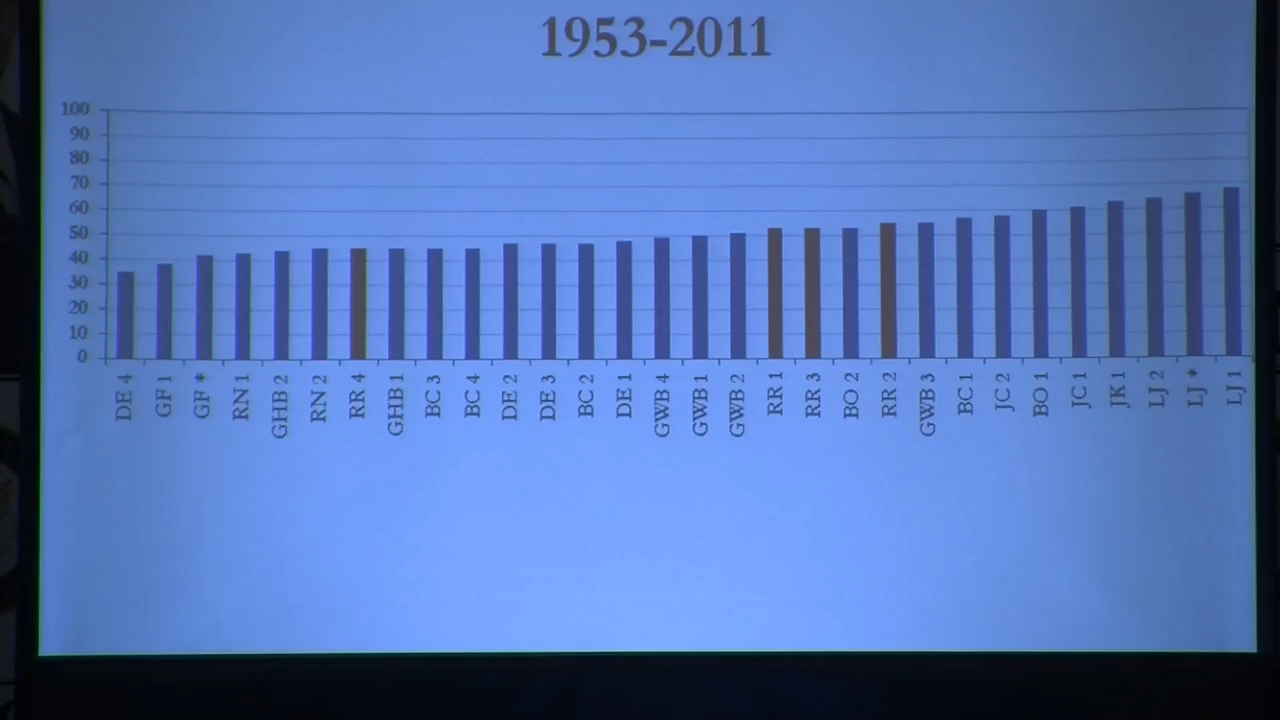 1953-2011
100
90
80
70
60
50
40
30
20
10
0
DE 4
GF 1
GF *
RN 1
GHB 2
RN 2
RR 4
GHB 1
BC 3
BC 4
DE 2
DE 3
BC 2
DE 1
GWB 4
GWB 1
GWB 2
RR 1
RR 3
BO 2
RR 2
GWB 3
BC 1
JC 2
BO 1
JC 1
JK 1
LJ 2
LJ *
LJ 1